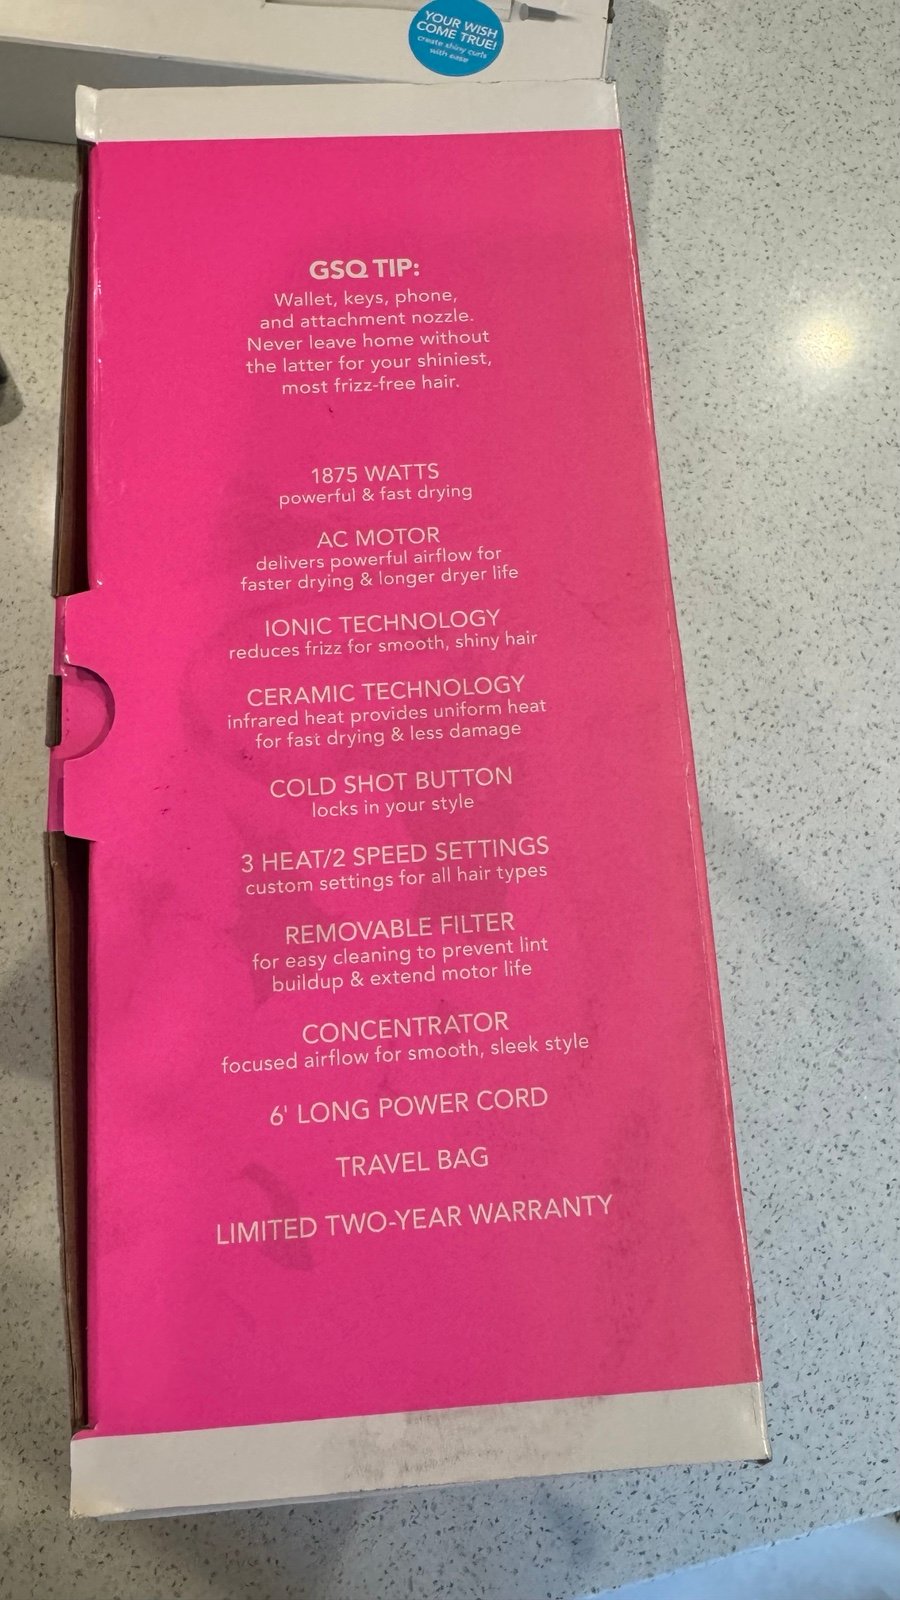 YOUR WISH
COME TRUE!
create shiny curls
with ease
GSQ TIP:
Wallet, keys, phone,
and attachment nozzle.
Never leave home without
the latter for your shiniest,
most frizz-free hair.
1875 WATTS
powerful & fast drying
AC MOTOR
delivers powerful airflow for
faster drying & longer dryer life
IONIC TECHNOLOGY
reduces frizz for smooth, shiny hair
CERAMIC TECHNOLOGY
infrared heat provides uniform heat
for fast drying & less damage
COLD SHOT BUTTON
locks in your style
3 HEAT/2 SPEED SETTINGS
custom settings for all hair types
REMOVABLE FILTER
for easy cleaning to prevent lint
buildup & extend motor life
CONCENTRATOR
focused airflow for smooth, sleek style
6' LONG POWER CORD
TRAVEL BAG
LIMITED TWO-YEAR WARRANTY